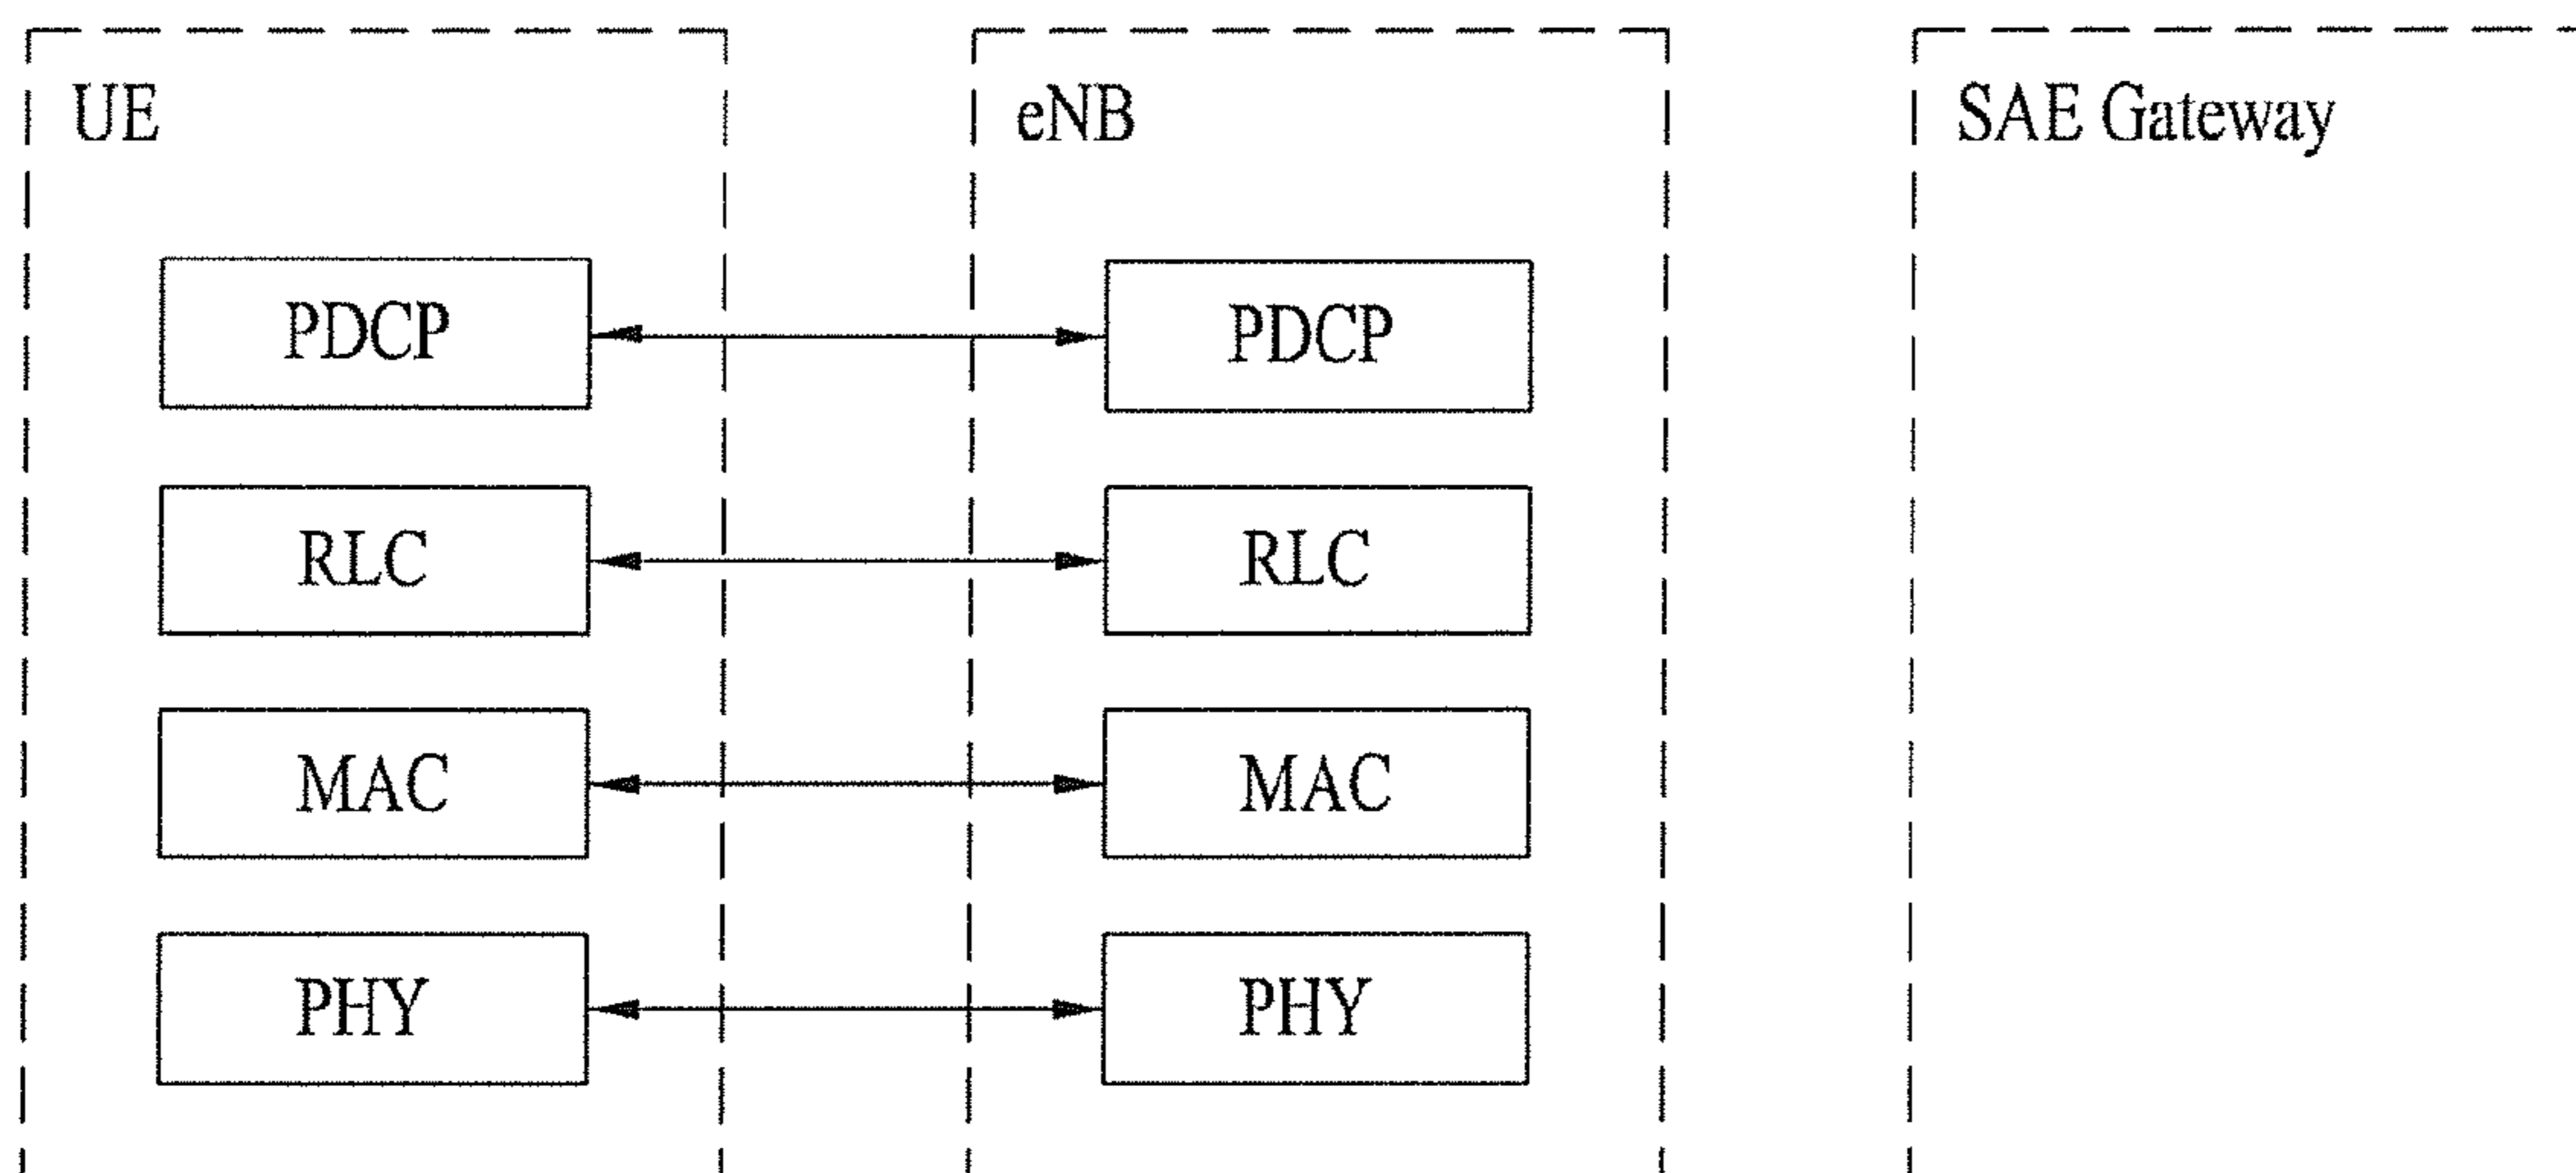 UE eNB SAE Gateway
PDCP PDCP
RLC RLC
MAC MAC
PHY PHY